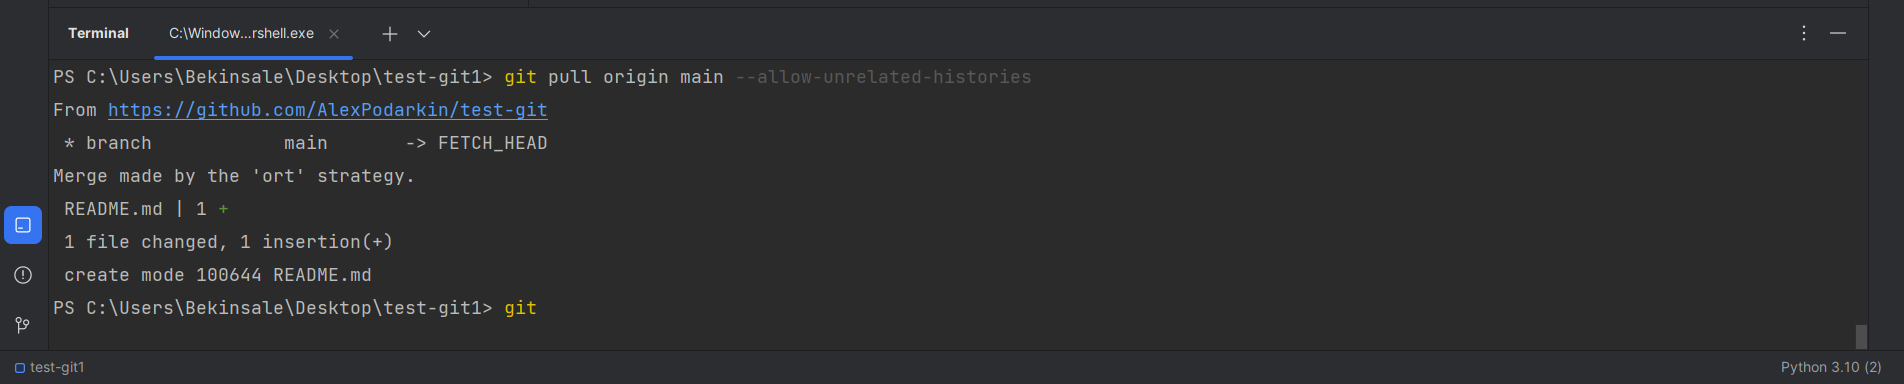 Terminal C:\Window...rshell.exe
PS C:\Users\Bekinsale\Desktop\test-git1> git pull origin main --allow-unrelated-histories
From https://github.com/AlexPodarkin/test-git
 * branch            main       -> FETCH_HEAD
Merge made by the 'ort' strategy.
 README.md | 1 +
 1 file changed, 1 insertion(+)
 create mode 100644 README.md
PS C:\Users\Bekinsale\Desktop\test-git1> git
test-git1 Python 3.10 (2)